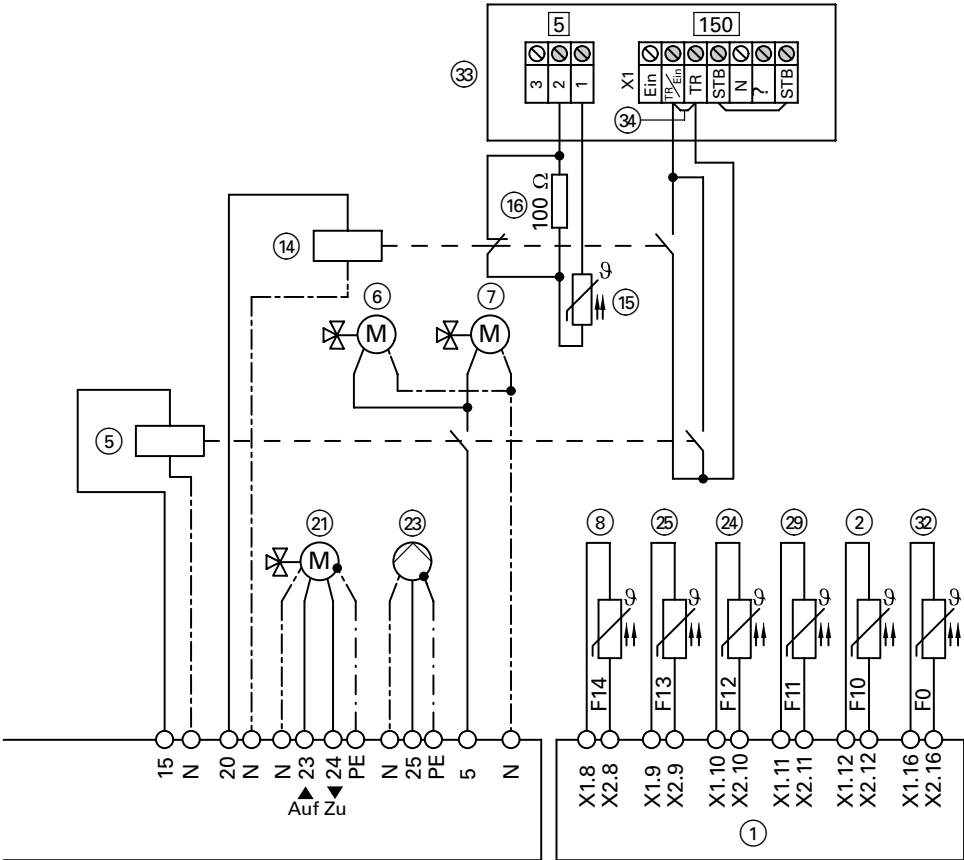 5
150
33
3
2
1
X1
Ein
TR/Ein
TR
STB
N
?
STB
34
16
100 Ω
14
ϑ
15
6
7
M
M
5
21
23
M
8
25
24
29
2
32
ϑ
ϑ
ϑ
ϑ
ϑ
ϑ
F14
F13
F12
F11
F10
F0
15
N
20
N
N
23
24
PE
N
25
PE
5
N
Auf Zu
X1.8
X2.8
X1.9
X2.9
X1.10
X2.10
X1.11
X2.11
X1.12
X2.12
X1.16
X2.16
1